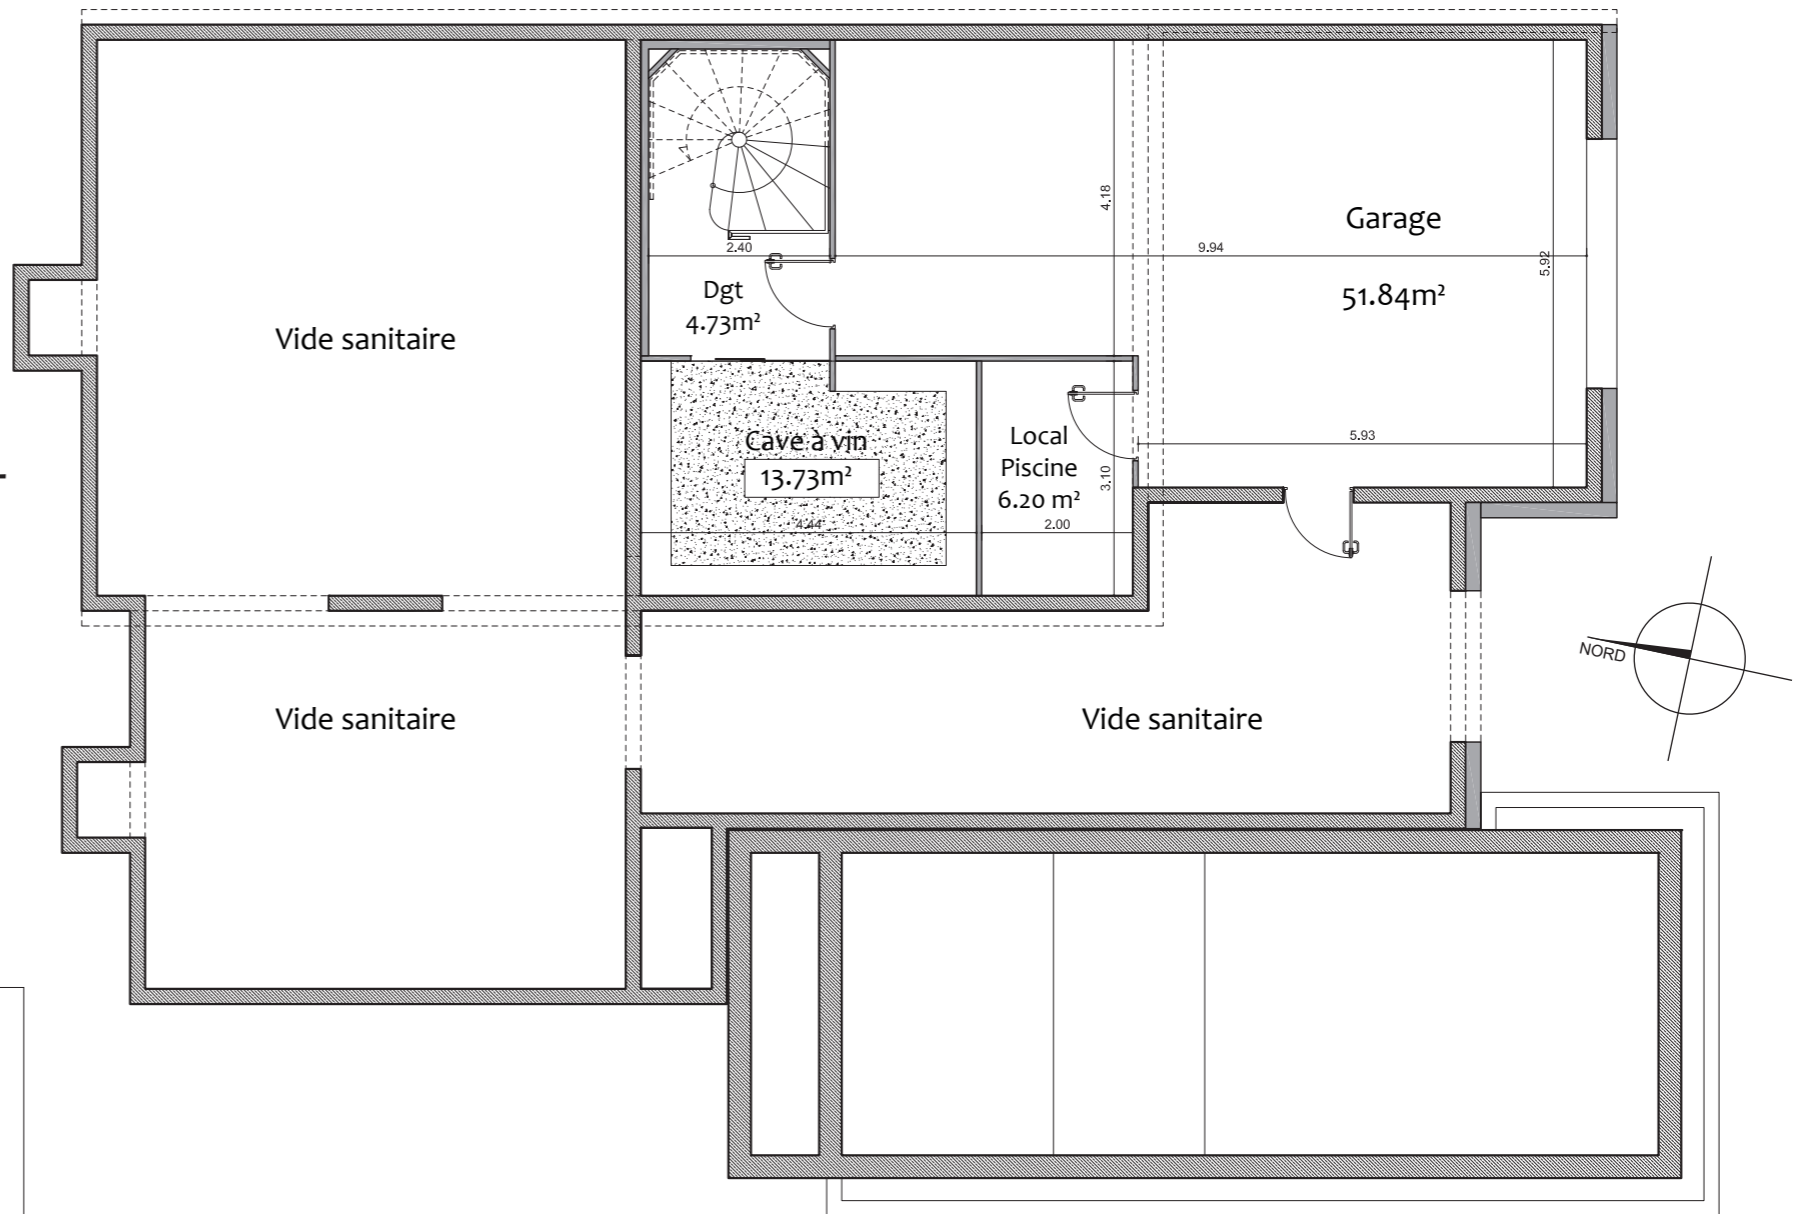 4.18
Garage
2.40
9.94
5.92
Dgt
4.73m²
51.84m²
Vide sanitaire
Cave à vin
13.73m²
Local
Piscine
6.20 m²
5.93
3.10
4.44
2.00
NORD
Vide sanitaire
Vide sanitaire